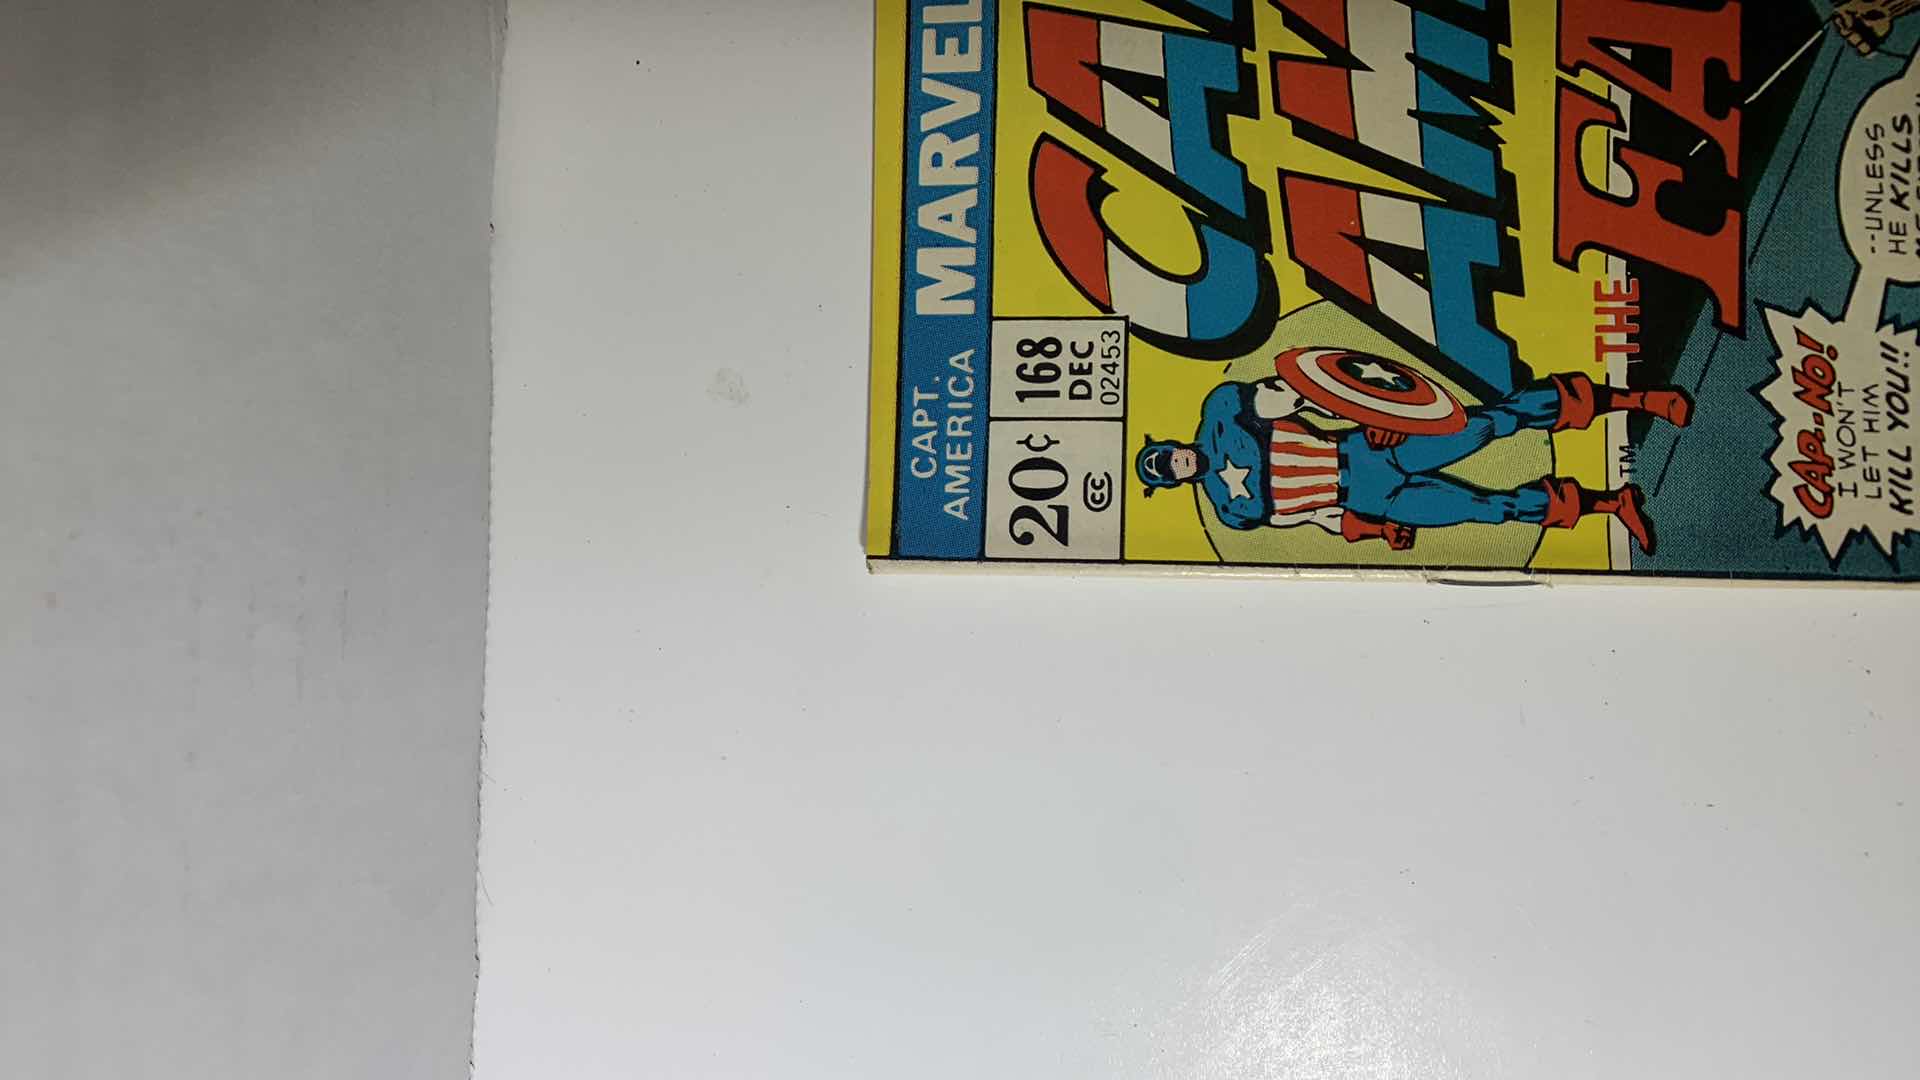 CAPT.
AMERICA
MARVEL
20¢
CC
168
DEC
02453
THE
TM
CAP...NO!
I WON'T
LET HIM
KILL YOU!!
--UNLESS
HE KILLS